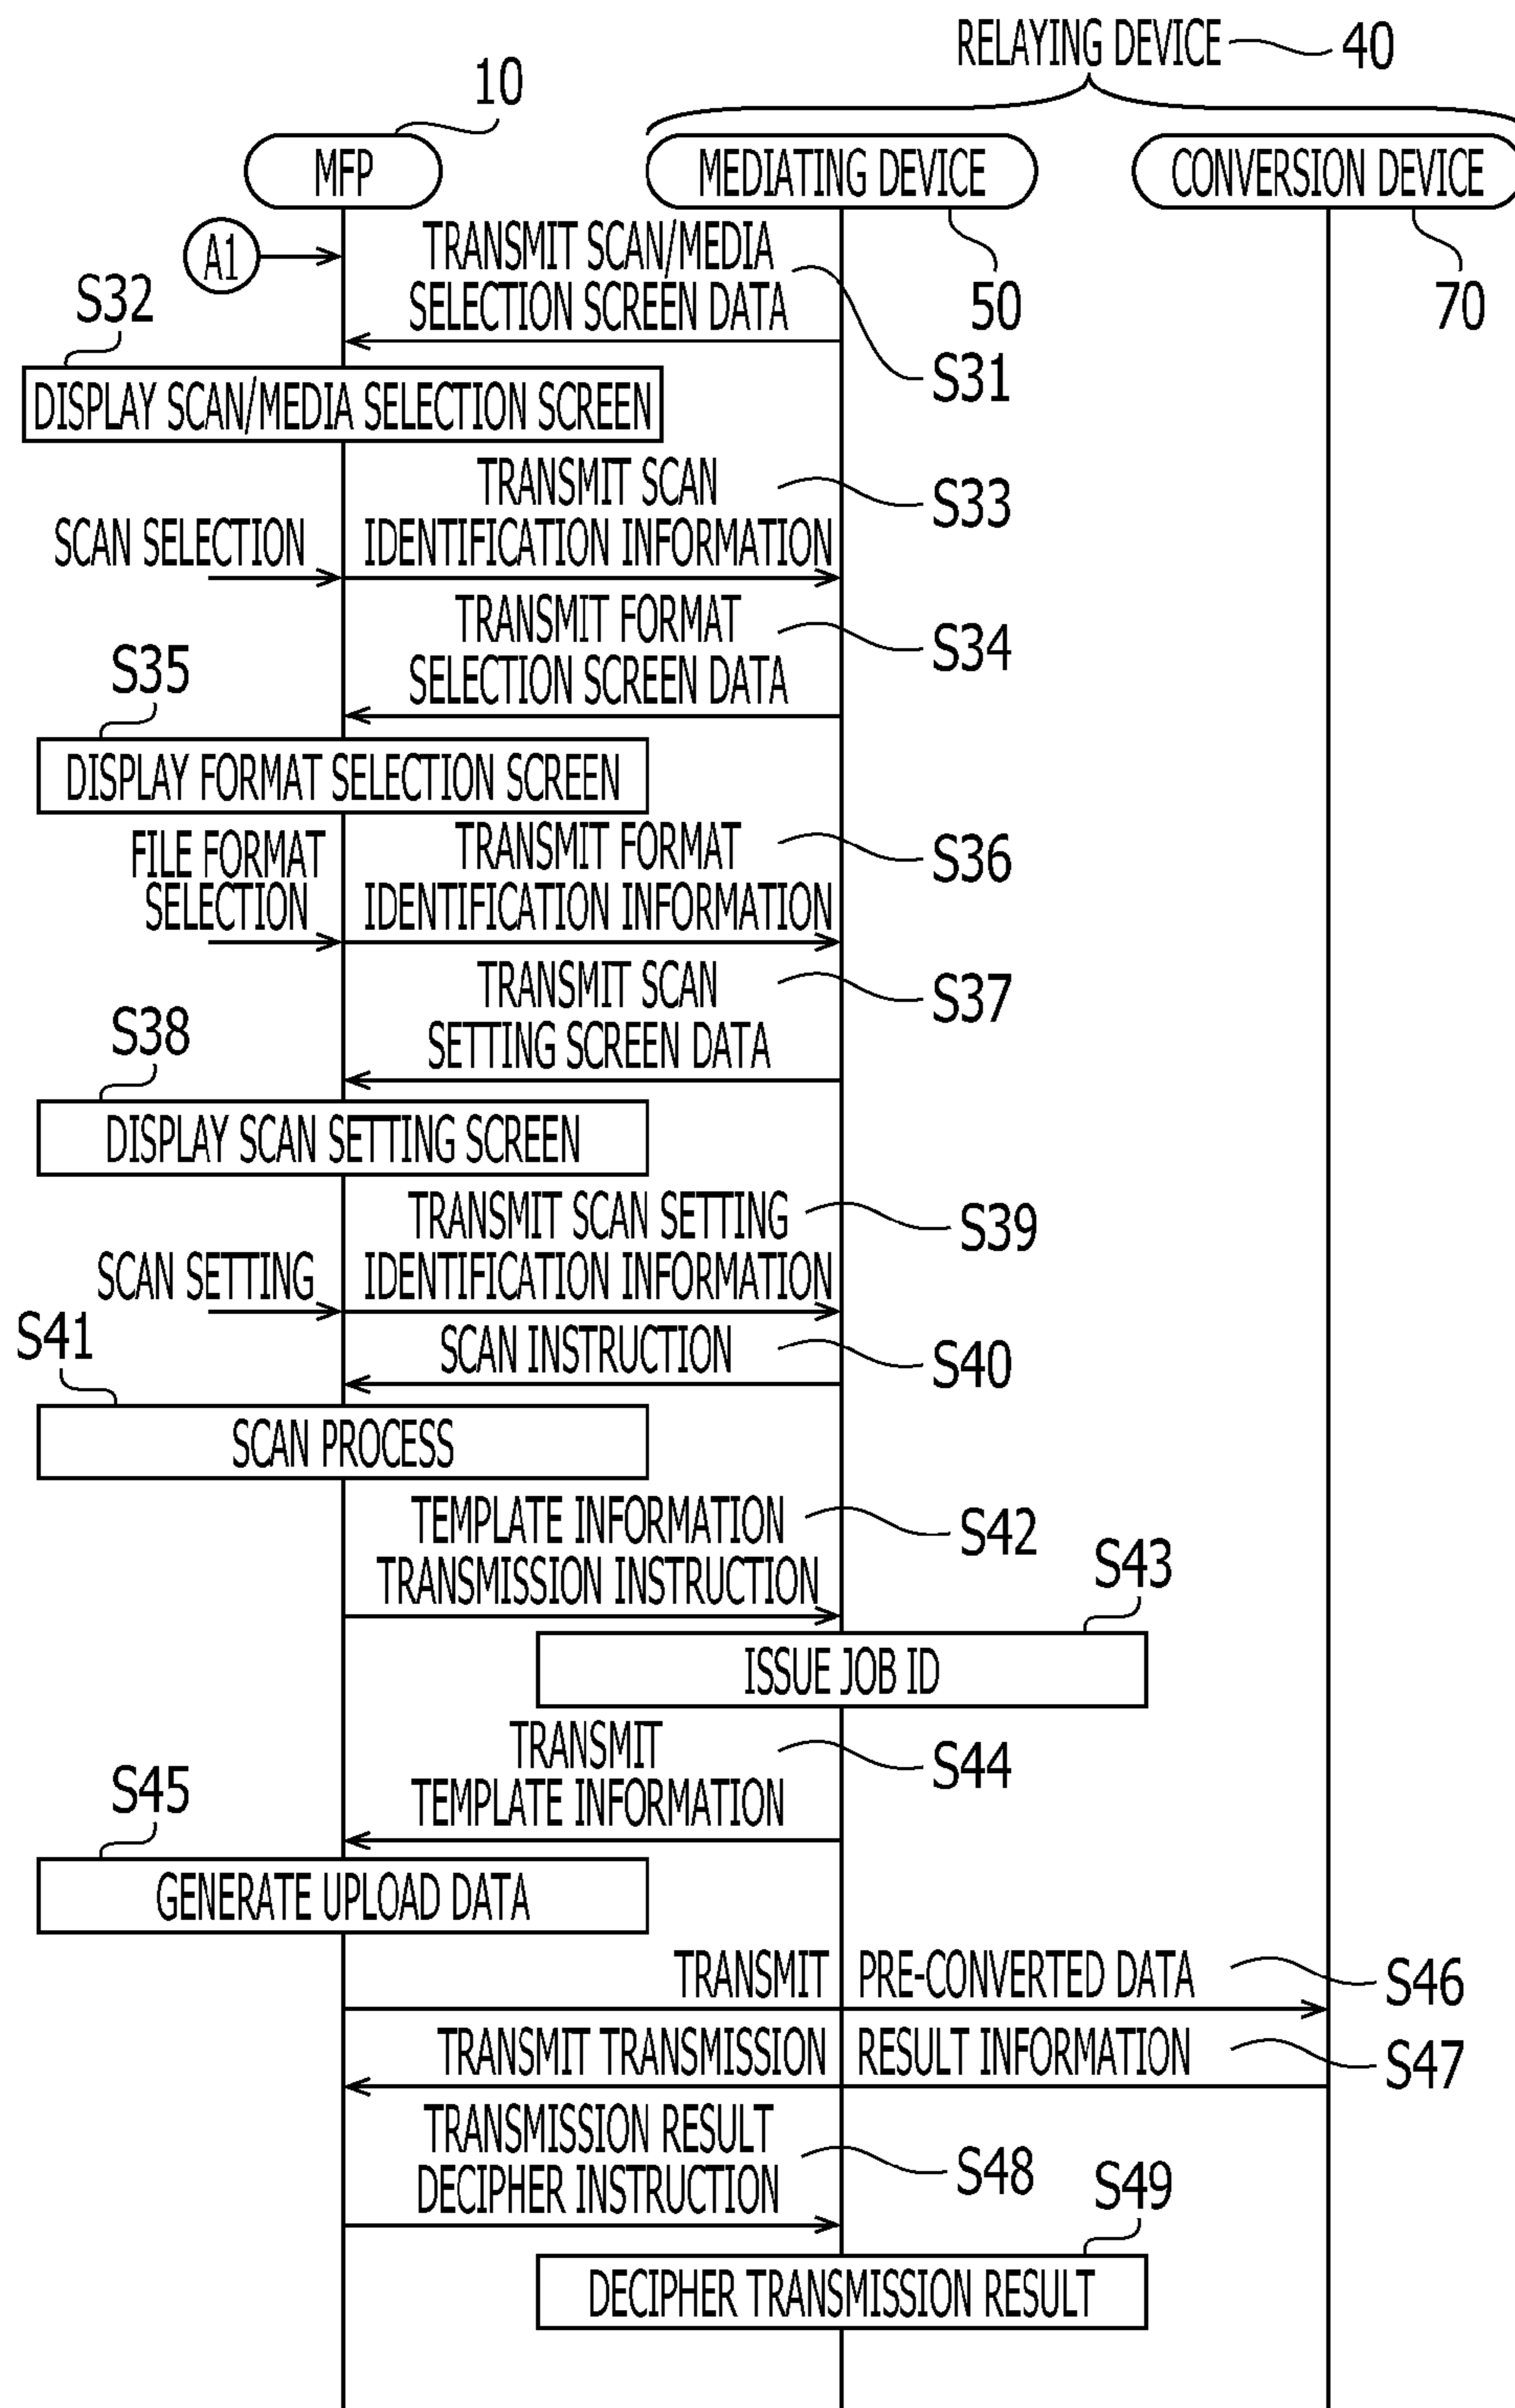 RELAYING DEVICE 40
10
MFP
MEDIATING DEVICE
CONVERSION DEVICE
A1
TRANSMIT SCAN/MEDIA
SELECTION SCREEN DATA
50
70
S32
S31
DISPLAY SCAN/MEDIA SELECTION SCREEN
TRANSMIT SCAN
S33
SCAN SELECTION
IDENTIFICATION INFORMATION
TRANSMIT FORMAT
S34
SELECTION SCREEN DATA
S35
DISPLAY FORMAT SELECTION SCREEN
FILE FORMAT
SELECTION
TRANSMIT FORMAT
S36
IDENTIFICATION INFORMATION
TRANSMIT SCAN
S37
SETTING SCREEN DATA
S38
DISPLAY SCAN SETTING SCREEN
TRANSMIT SCAN SETTING
S39
SCAN SETTING
IDENTIFICATION INFORMATION
S41
SCAN INSTRUCTION
S40
SCAN PROCESS
TEMPLATE INFORMATION
S42
TRANSMISSION INSTRUCTION
S43
ISSUE JOB ID
TRANSMIT
S44
TEMPLATE INFORMATION
S45
GENERATE UPLOAD DATA
TRANSMIT PRE-CONVERTED DATA
S46
TRANSMIT TRANSMISSION RESULT INFORMATION
S47
TRANSMISSION RESULT
S48
DECIPHER INSTRUCTION
S49
DECIPHER TRANSMISSION RESULT